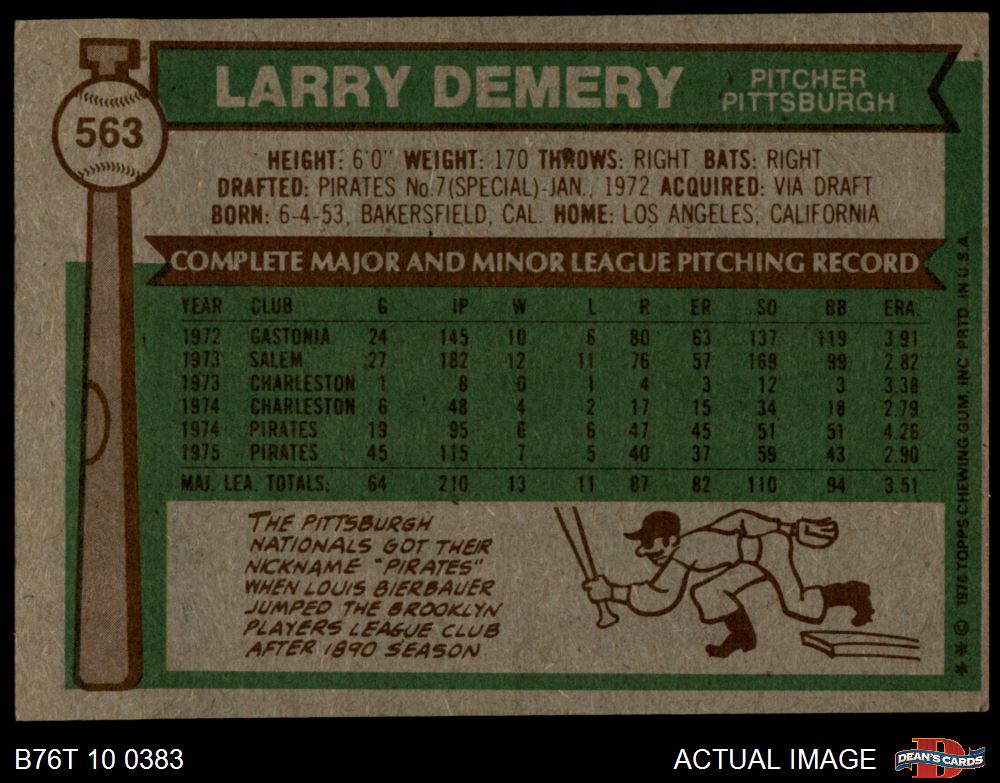 563
LARRY DEMERY
PITCHER
PITTSBURGH
HEIGHT: 6'0" WEIGHT: 170 THROWS: RIGHT BATS: RIGHT
DRAFTED: PIRATES No.7(SPECIAL)-JAN., 1972 ACQUIRED: VIA DRAFT
BORN: 6-4-53, BAKERSFIELD, CAL. HOME: LOS ANGELES, CALIFORNIA
COMPLETE MAJOR AND MINOR LEAGUE PITCHING RECORD
YEAR CLUB G IP W L R ER SO BB ERA.
1972 GASTONIA 24 145 10 6 80 63 137 119 3.91
1973 SALEM 27 182 12 11 76 57 169 99 2.82
1973 CHARLESTON 1 8 0 1 4 3 12 3 3.38
1974 CHARLESTON 6 48 4 2 17 15 34 18 2.79
1974 PIRATES 19 95 6 6 47 45 51 51 4.26
1975 PIRATES 45 115 7 5 40 37 59 43 2.90
MAJ. LEA. TOTALS: 64 210 13 11 87 82 110 94 3.51
THE PITTSBURGH
NATIONALS GOT THEIR
NICKNAME "PIRATES"
WHEN LOUIS BIERBAUER
JUMPED THE BROOKLYN
PLAYERS LEAGUE CLUB
AFTER 1890 SEASON
** © 1976 TOPPS CHEWING GUM, INC. PRTD. IN U.S.A.
B76T 10 0383
ACTUAL IMAGE
D
DEAN'S CARDS